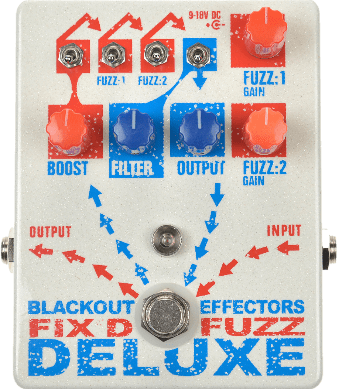 9-18V DC
FUZZ:1
FUZZ:2
FUZZ:1
GAIN
BOOST
FILTER
OUTPUT
FUZZ:2
GAIN
OUTPUT
INPUT
BLACKOUT EFFECTORS
FIX'D FUZZ
DELUXE